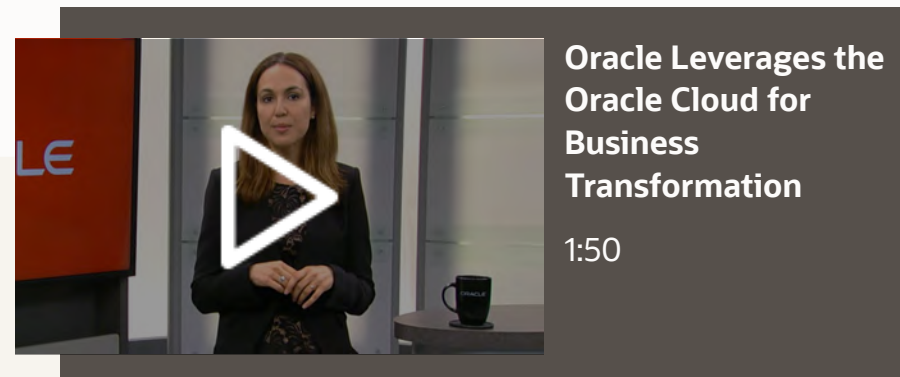 LE
Oracle Leverages the
Oracle Cloud for
Business
Transformation
1:50
ORACLE